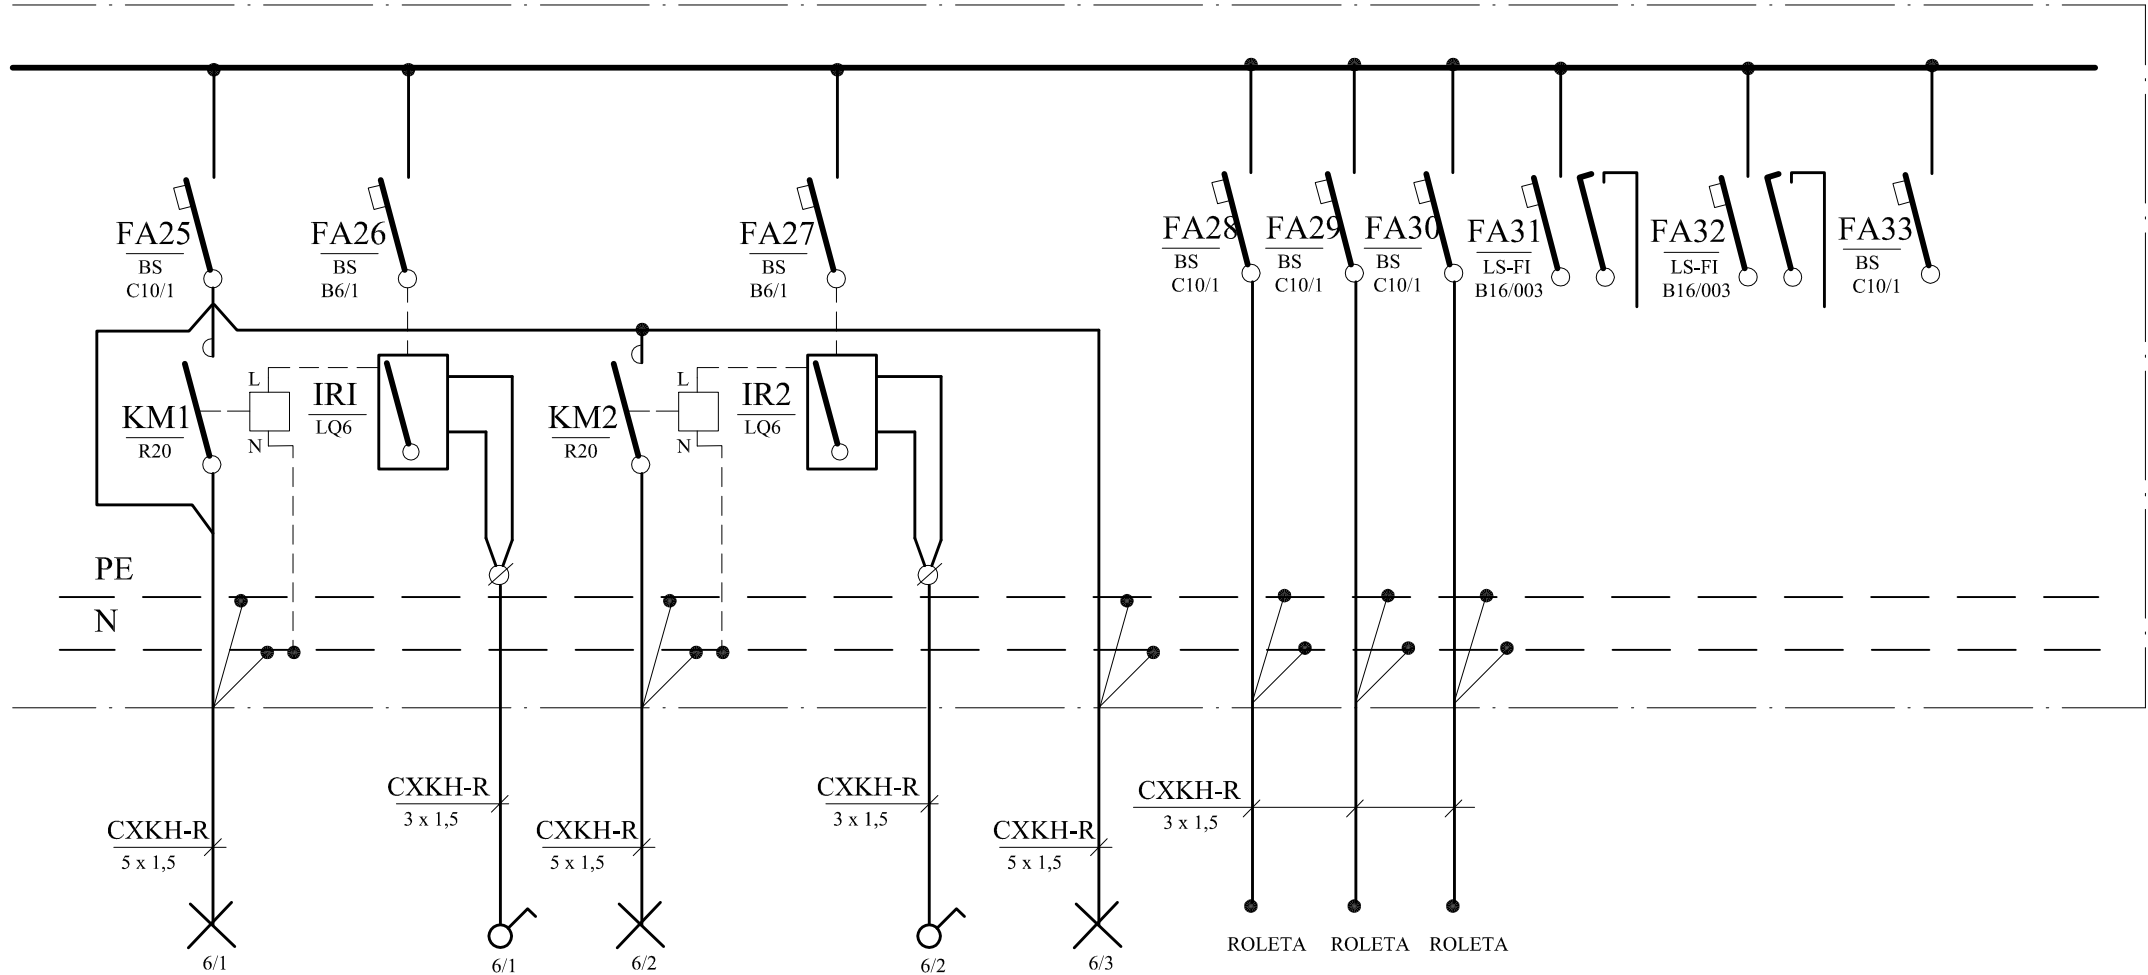 FA25
BS
C10/1
FA26
BS
B6/1
FA27
BS
B6/1
FA28
BS
C10/1
FA29
BS
C10/1
FA30
BS
C10/1
FA31
LS-FI
B16/003
FA32
LS-FI
B16/003
FA33
BS
C10/1
KM1
R20
L
N
IRI
LQ6
KM2
R20
L
N
IR2
LQ6
PE
N
CXKH-R
5 x 1,5
CXKH-R
3 x 1,5
CXKH-R
5 x 1,5
CXKH-R
3 x 1,5
CXKH-R
5 x 1,5
CXKH-R
3 x 1,5
6/1
6/1
6/2
6/2
6/3
ROLETA
ROLETA
ROLETA